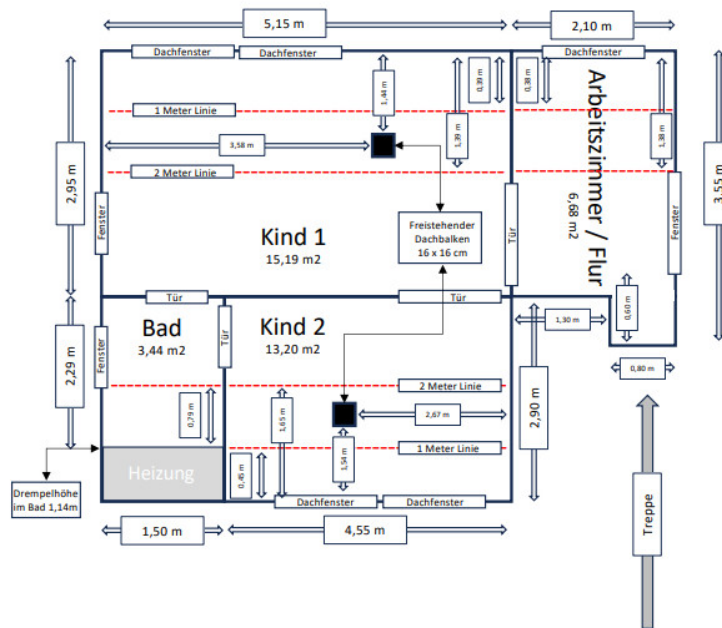 5,15 m
2,10 m
Dachfenster
Dachfenster
Dachfenster
1,44 m
0,39 m
0,38 m
1 Meter Linie
3,58 m
1,39 m
1,38 m
2 Meter Linie
2,95 m
3,55 m
Arbeitszimmer / Flur
6,68 m2
Fenster
Fenster
Kind 1
15,19 m2
Freistehender
Dachbalken
16 x 16 cm
Tür
Tür
Tür
Bad
3,44 m2
Kind 2
13,20 m2
Tür
1,30 m
0,60 m
0,80 m
Fenster
2,29 m
2 Meter Linie
0,79 m
1,65 m
2,67 m
2,90 m
1 Meter Linie
1,54 m
0,45 m
Heizung
Drempelhöhe
im Bad 1,14m
Dachfenster
Dachfenster
1,50 m
4,55 m
Treppe